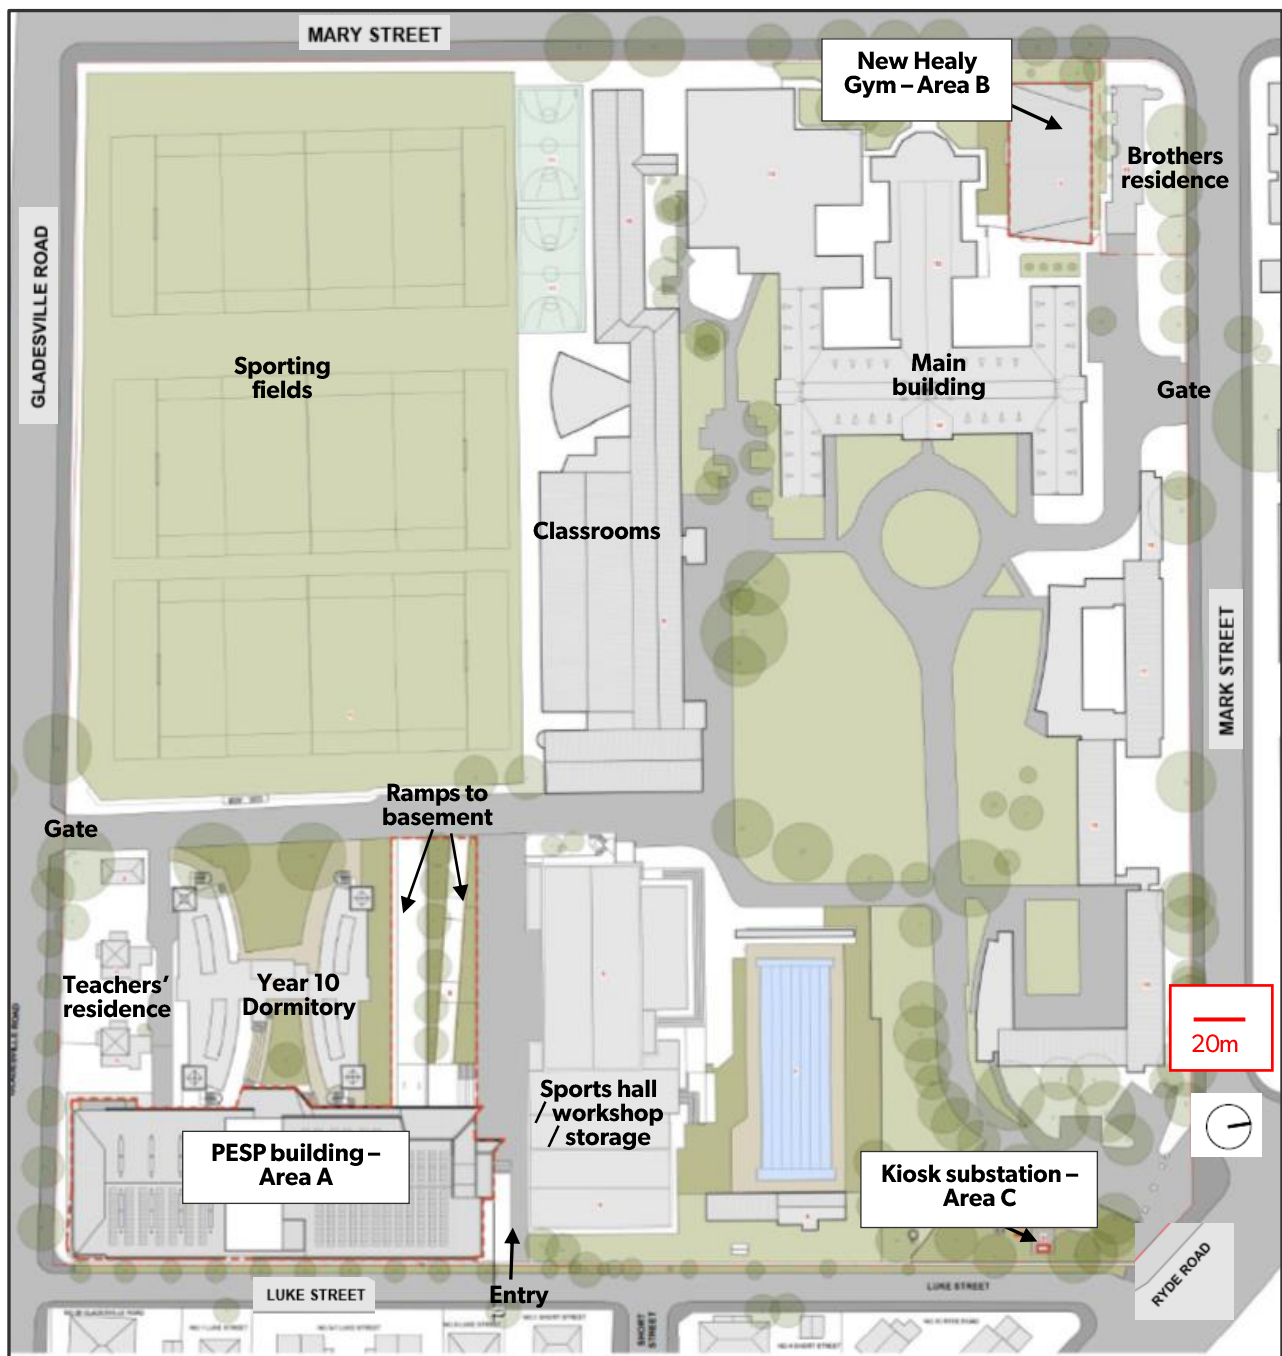 MARY STREET
New Healy
Gym – Area B
Brothers
residence
GLADESVILLE ROAD
Sporting
fields
Main
building
Gate
Classrooms
MARK STREET
Ramps to
basement
Gate
Teachers’
residence
Year 10
Dormitory
20m
Sports hall
/ workshop
/ storage
PESP building –
Area A
Kiosk substation –
Area C
RYDE ROAD
LUKE STREET
LUKE STREET
Entry
SHORT
STREET